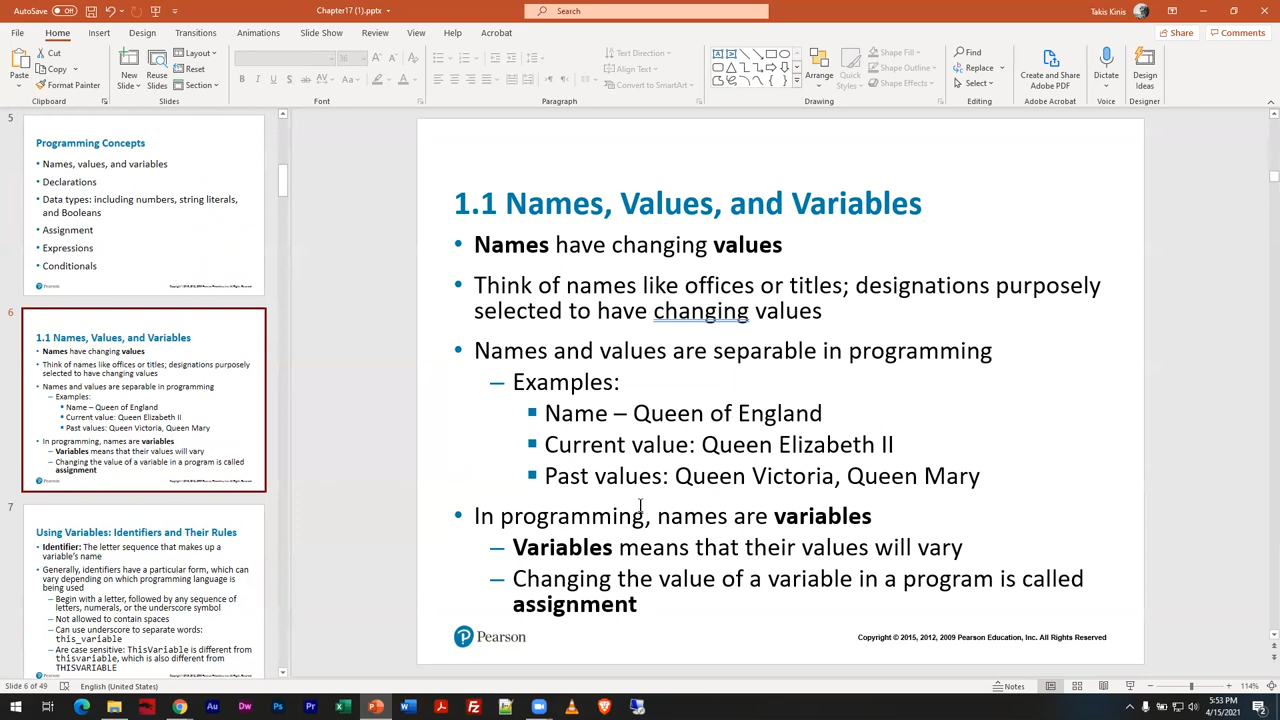 AutoSave Off
Chapter17 (1).pptx
Search
Takis Kinis
File Home Insert Design Transitions Animations Slide Show Review View Help Acrobat
Share Comments
Paste
Cut
Copy
Format Painter
Clipboard
New Slide
Reuse Slides
Layout
Reset
Section
Slides
36
B I U S ab AV Aa A
Font
Text Direction
Align Text
Convert to SmartArt
Paragraph
Arrange
Quick Styles
Shape Fill
Shape Outline
Shape Effects
Drawing
Find
Replace
Select
Editing
Create and Share Adobe PDF
Adobe Acrobat
Dictate
Voice
Design Ideas
Designer
5
Programming Concepts
• Names, values, and variables
• Declarations
• Data types: including numbers, string literals,
and Booleans
• Assignment
• Expressions
• Conditionals
Pearson
6
1.1 Names, Values, and Variables
• Names have changing values
• Think of names like offices or titles; designations purposely
selected to have changing values
• Names and values are separable in programming
– Examples:
▪ Name – Queen of England
▪ Current value: Queen Elizabeth II
▪ Past values: Queen Victoria, Queen Mary
• In programming, names are variables
– Variables means that their values will vary
– Changing the value of a variable in a program is called
assignment
Pearson
7
Using Variables: Identifiers and Their Rules
• Identifier: The letter sequence that makes up a
variable's name
• Generally, identifiers have a particular form, which can
vary depending on which programming language is
being used
– Begin with a letter, followed by any sequence of
letters, numerals, or the underscore symbol
– Not allowed to contain spaces
– Can use underscore to separate words:
this_variable
– Are case sensitive: ThisVariable is different from
thisvariable, which is also different from
THISVARIABLE
1.1 Names, Values, and Variables
• Names have changing values
• Think of names like offices or titles; designations purposely
selected to have changing values
• Names and values are separable in programming
– Examples:
▪ Name – Queen of England
▪ Current value: Queen Elizabeth II
▪ Past values: Queen Victoria, Queen Mary
• In programming, names are variables
– Variables means that their values will vary
– Changing the value of a variable in a program is called
assignment
Pearson
Copyright © 2015, 2012, 2009 Pearson Education, Inc. All Rights Reserved
Slide 6 of 49 English (United States)
Notes
114%
Au Dw Ps Pr
5:53 PM
4/15/2021